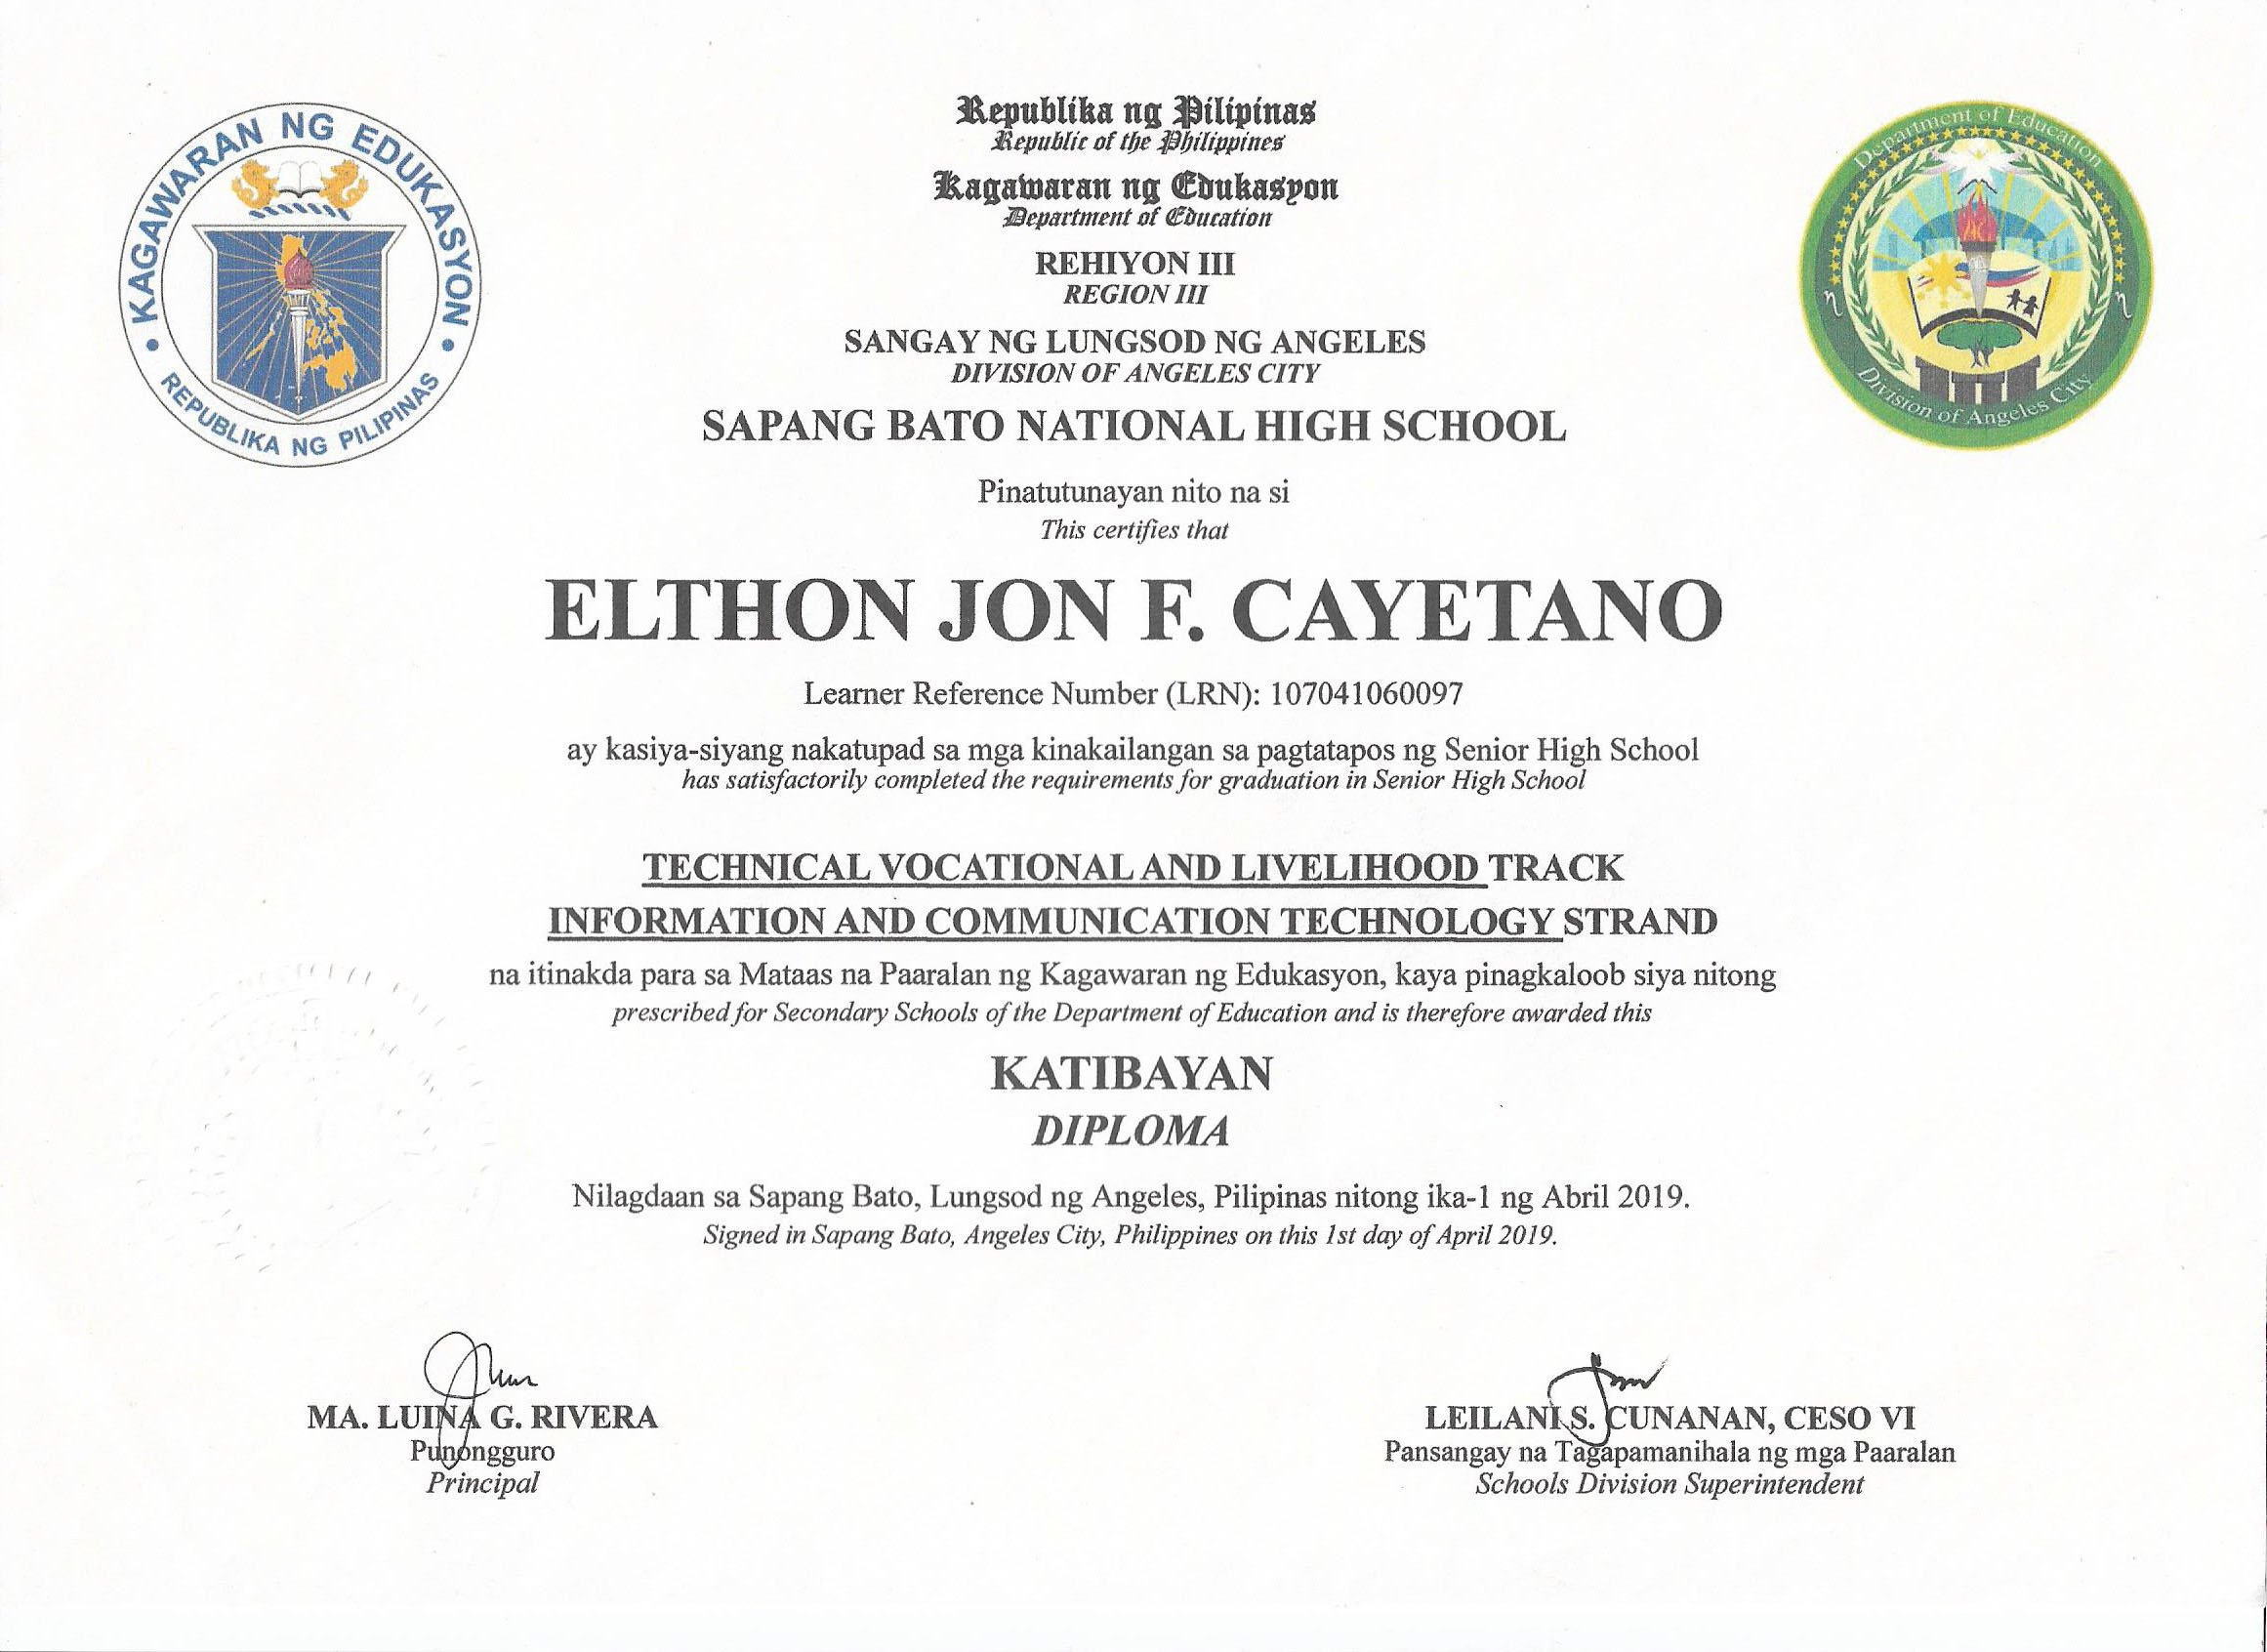 Republika ng Pilipinas
Republic of the Philippines
Kagawaran ng Edukasyon
Department of Education
REHIYON III
REGION III
SANGAY NG LUNGSOD NG ANGELES
DIVISION OF ANGELES CITY
SAPANG BATO NATIONAL HIGH SCHOOL
KAGAWARAN NG EDUKASYON
REPUBLIKA NG PILIPINAS
Department of Education
Division of Angeles City
Pinatutunayan nito na si
This certifies that
ELTHON JON F. CAYETANO
Learner Reference Number (LRN): 107041060097
ay kasiya-siyang nakatupad sa mga kinakailangan sa pagtatapos ng Senior High School
has satisfactorily completed the requirements for graduation in Senior High School
TECHNICAL VOCATIONAL AND LIVELIHOOD TRACK
INFORMATION AND COMMUNICATION TECHNOLOGY STRAND
na itinakda para sa Mataas na Paaralan ng Kagawaran ng Edukasyon, kaya pinagkaloob siya nitong
prescribed for Secondary Schools of the Department of Education and is therefore awarded this
KATIBAYAN
DIPLOMA
Nilagdaan sa Sapang Bato, Lungsod ng Angeles, Pilipinas nitong ika-1 ng Abril 2019.
Signed in Sapang Bato, Angeles City, Philippines on this 1st day of April 2019.
MA. LUINA G. RIVERA
Punongguro
Principal
LEILANI S. CUNANAN, CESO VI
Pansangay na Tagapamanihala ng mga Paaralan
Schools Division Superintendent